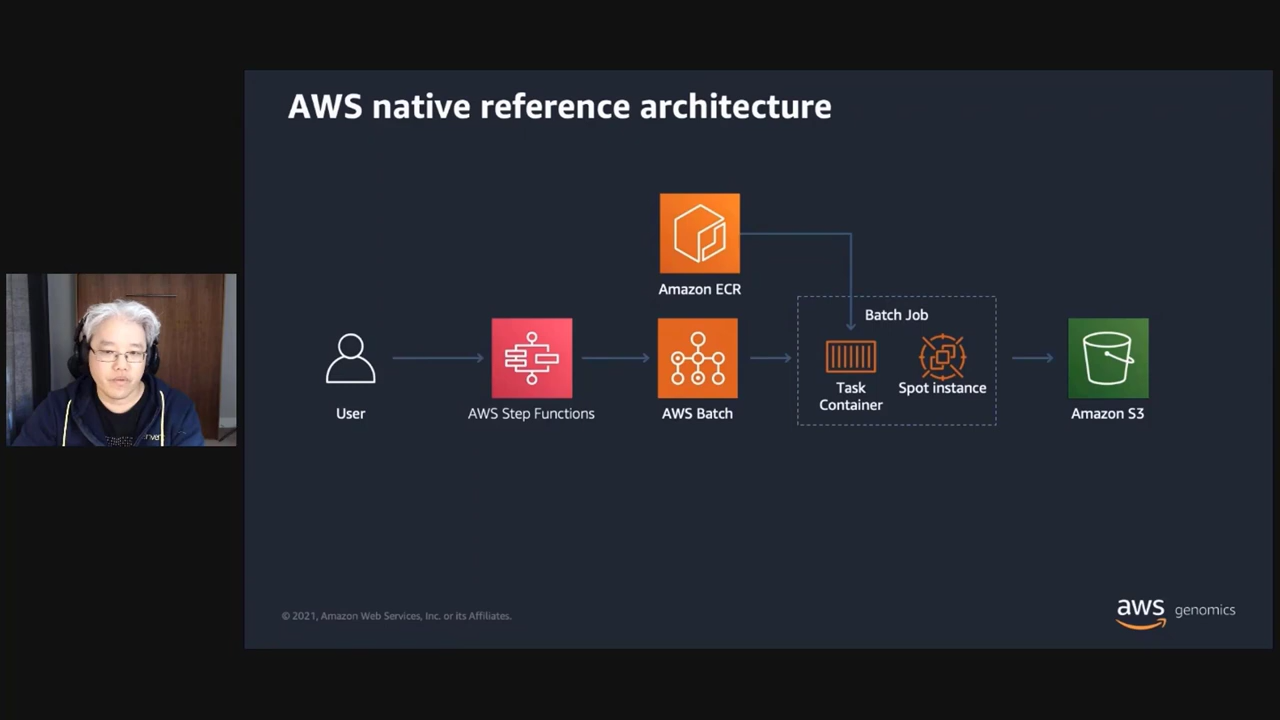 AWS native reference architecture
Amazon ECR
Batch Job
Task
Container
Spot instance
User
AWS Step Functions
AWS Batch
Amazon S3
© 2021, Amazon Web Services, Inc. or its Affiliates.
aws genomics